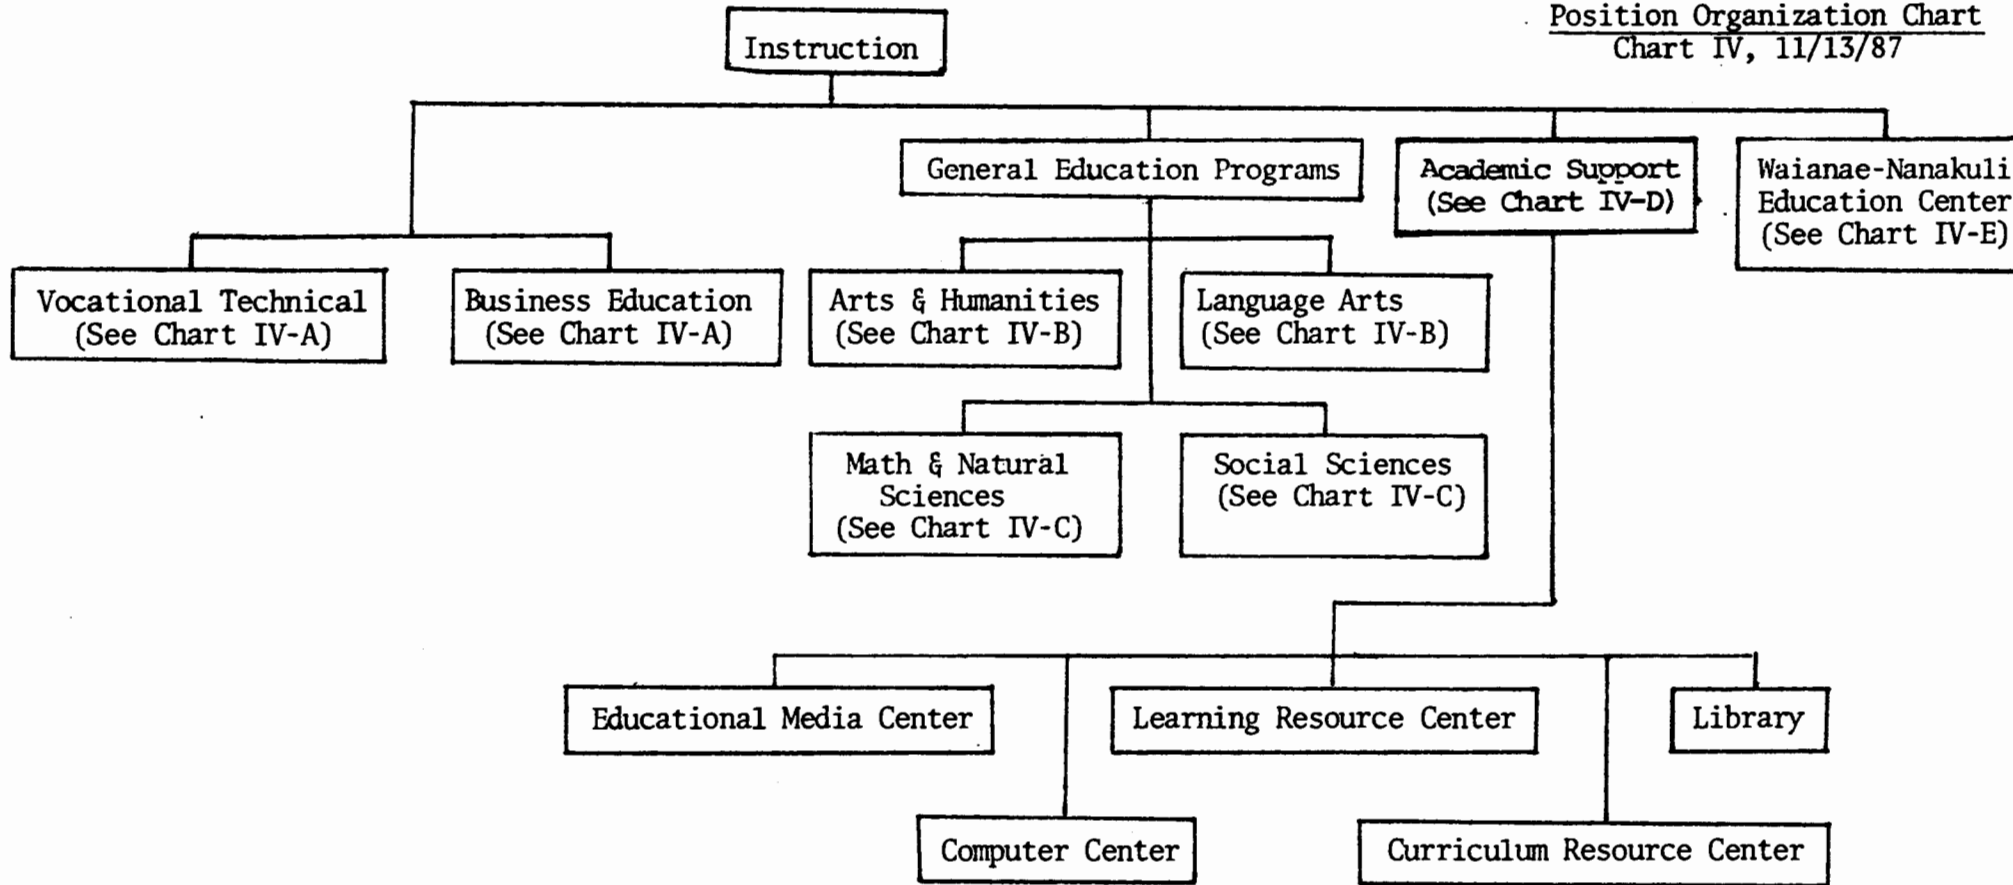 Position Organization Chart
Chart IV, 11/13/87
Instruction
General Education Programs
Academic Support
(See Chart IV-D)
Waianae-Nanakuli
Education Center
(See Chart IV-E)
Vocational Technical
(See Chart IV-A)
Business Education
(See Chart IV-A)
Arts & Humanities
(See Chart IV-B)
Language Arts
(See Chart IV-B)
Math & Natural
Sciences
(See Chart IV-C)
Social Sciences
(See Chart IV-C)
Educational Media Center
Learning Resource Center
Library
Computer Center
Curriculum Resource Center